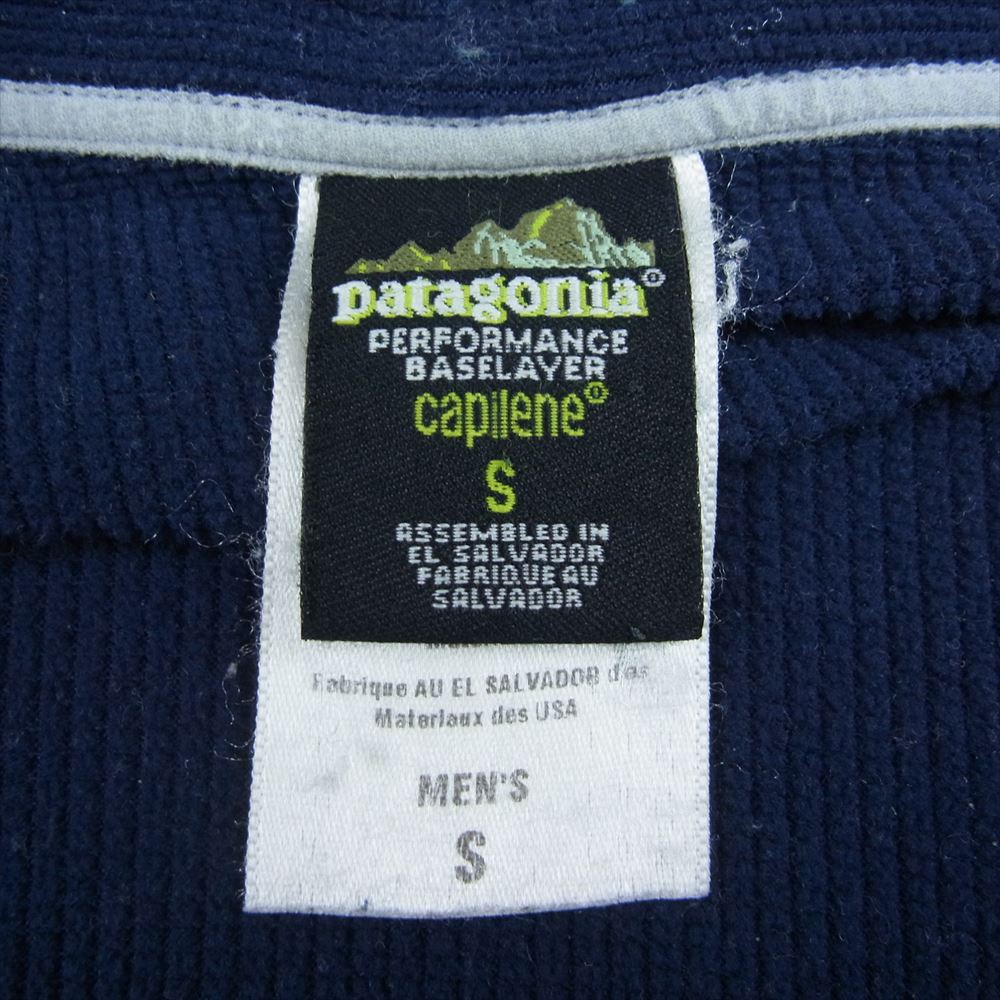 patagonia®
PERFORMANCE
BASELAYER
capilene®
S
ASSEMBLED IN
EL SALVADOR
FABRIQUE AU
SALVADOR
Fabrique AU EL SALVADOR d'es
Materiaux des USA
MEN'S
S